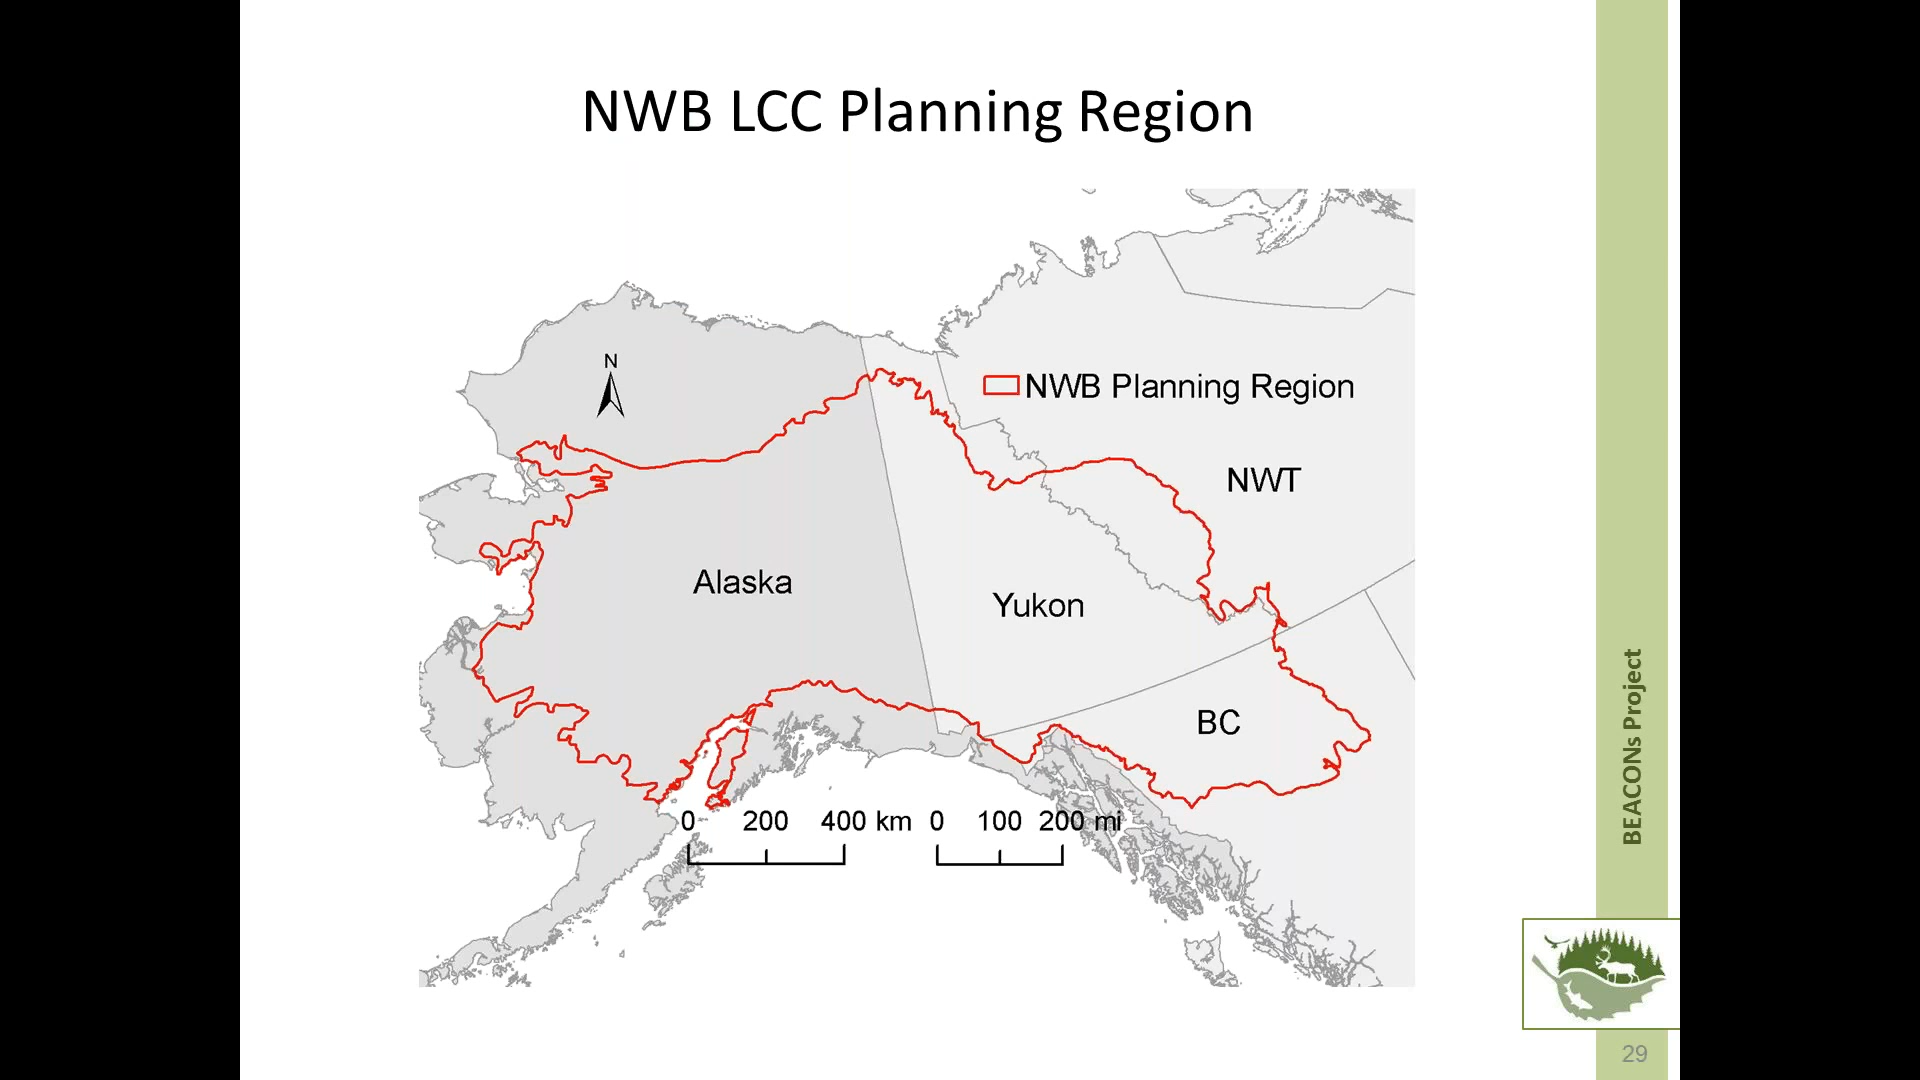 NWB LCC Planning Region
N
NWB Planning Region
NWT
Alaska
Yukon
BC
0 200 400 km 0 100 200 mi
BEACONs Project
29